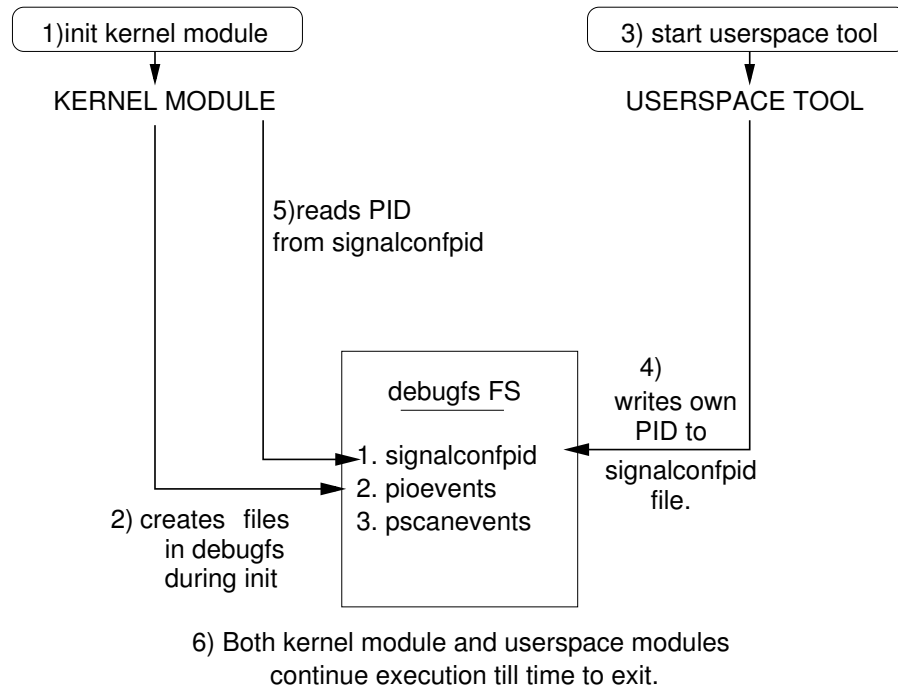 1)init kernel module
3) start userspace tool
KERNEL MODULE
USERSPACE TOOL
5)reads PID
from signalconfpid
debugfs FS
1. signalconfpid
2. pioevents
3. pscanevents
4)
writes own
PID to
signalconfpid
file.
2) creates files
in debugfs
during init
6) Both kernel module and userspace modules
continue execution till time to exit.